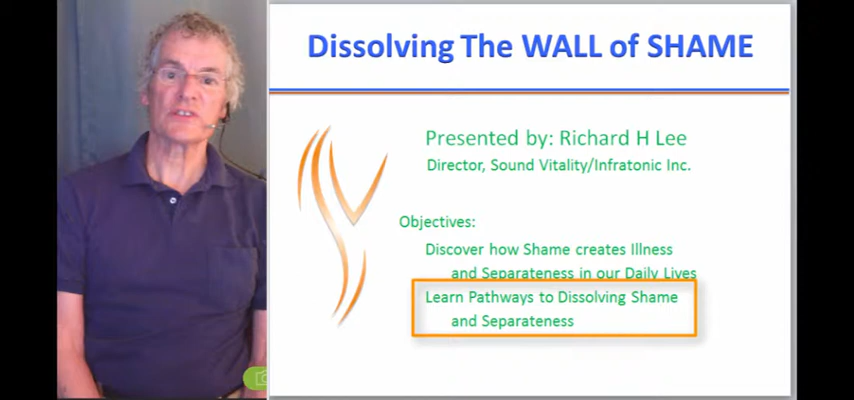 Dissolving The WALL of SHAME
Presented by: Richard H Lee
Director, Sound Vitality/Infratonic Inc.
Objectives:
Discover how Shame creates Illness
and Separateness in our Daily Lives
Learn Pathways to Dissolving Shame
and Separateness